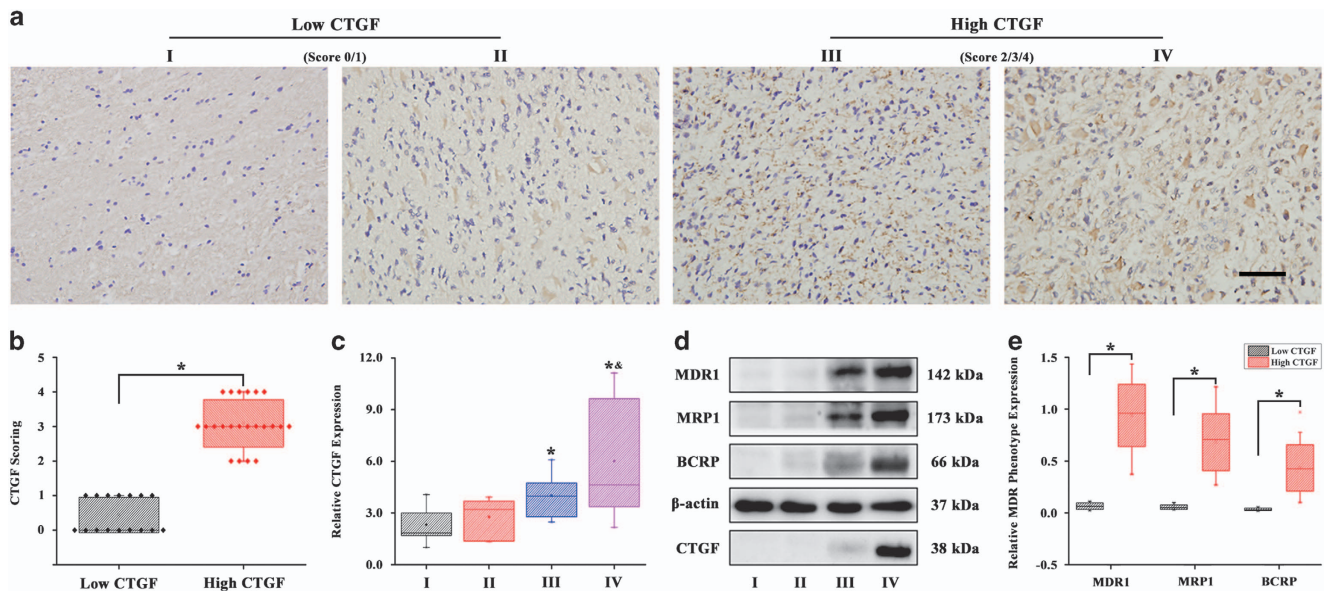 a
Low CTGF
High CTGF
I
(Score 0/1)
II
III
(Score 2/3/4)
IV
b
CTGF Scoring
5
4
3
2
1
0
*
Low CTGF
High CTGF
c
Relative CTGF Expression
12.0
9.0
6.0
3.0
0.0
*
*&
I
II
III
IV
d
MDR1
142 kDa
MRP1
173 kDa
BCRP
66 kDa
β-actin
37 kDa
CTGF
38 kDa
I
II
III
IV
e
Relative MDR Phenotype Expression
1.5
1.0
0.5
0.0
-0.5
Low CTGF
High CTGF
*
*
*
MDR1
MRP1
BCRP